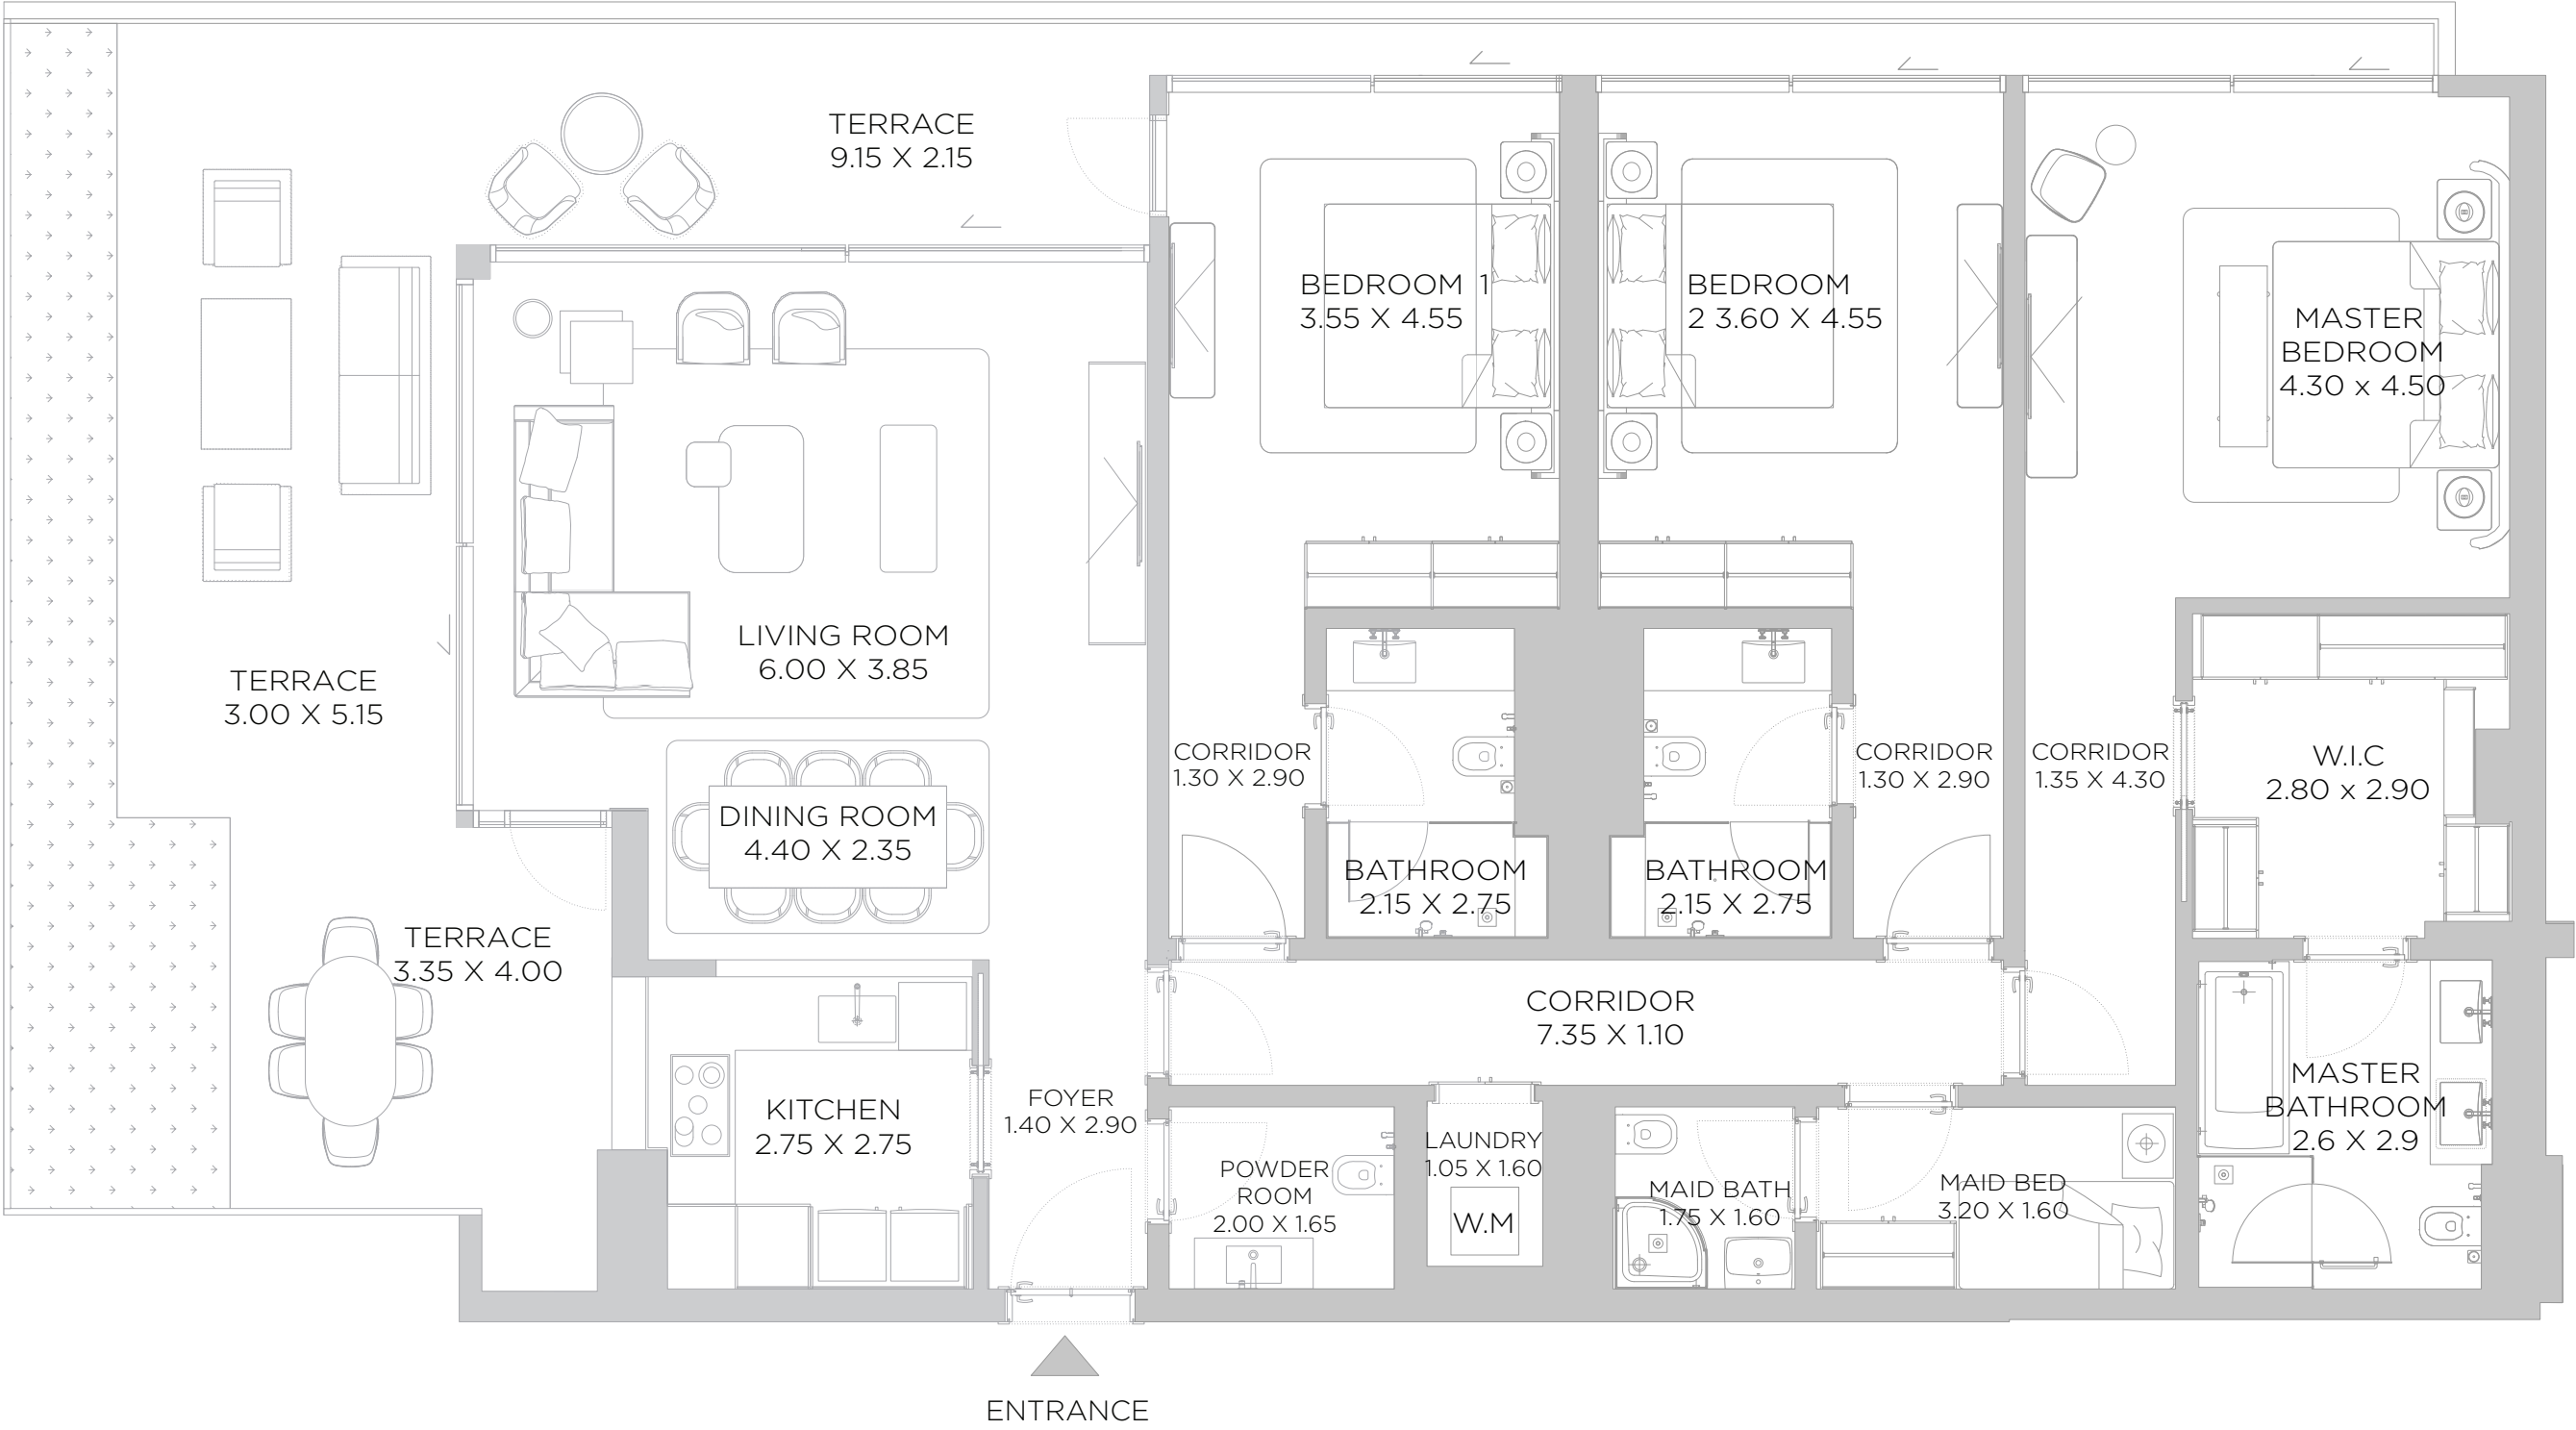 TERRACE
9.15 X 2.15
BEDROOM 1
3.55 X 4.55
BEDROOM
2 3.60 X 4.55
MASTER
BEDROOM
4.30 x 4.50
LIVING ROOM
6.00 X 3.85
TERRACE
3.00 X 5.15
CORRIDOR
1.30 X 2.90
CORRIDOR
1.30 X 2.90
CORRIDOR
1.35 X 4.30
W.I.C
2.80 x 2.90
DINING ROOM
4.40 X 2.35
BATHROOM
2.15 X 2.75
BATHROOM
2.15 X 2.75
TERRACE
3.35 X 4.00
CORRIDOR
7.35 X 1.10
KITCHEN
2.75 X 2.75
FOYER
1.40 X 2.90
MASTER
BATHROOM
2.6 X 2.9
POWDER
ROOM
2.00 X 1.65
LAUNDRY
1.05 X 1.60
W.M
MAID BATH
1.75 X 1.60
MAID BED
3.20 X 1.60
ENTRANCE